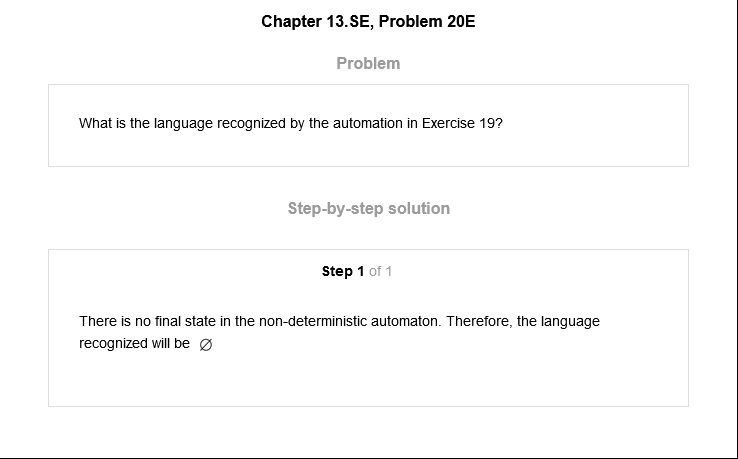 Chapter 13.SE, Problem 20E
Problem
What is the language recognized by the automation in Exercise 19?
Step-by-step solution
Step 1 of 1
There is no final state in the non-deterministic automaton. Therefore, the language
recognized will be ∅